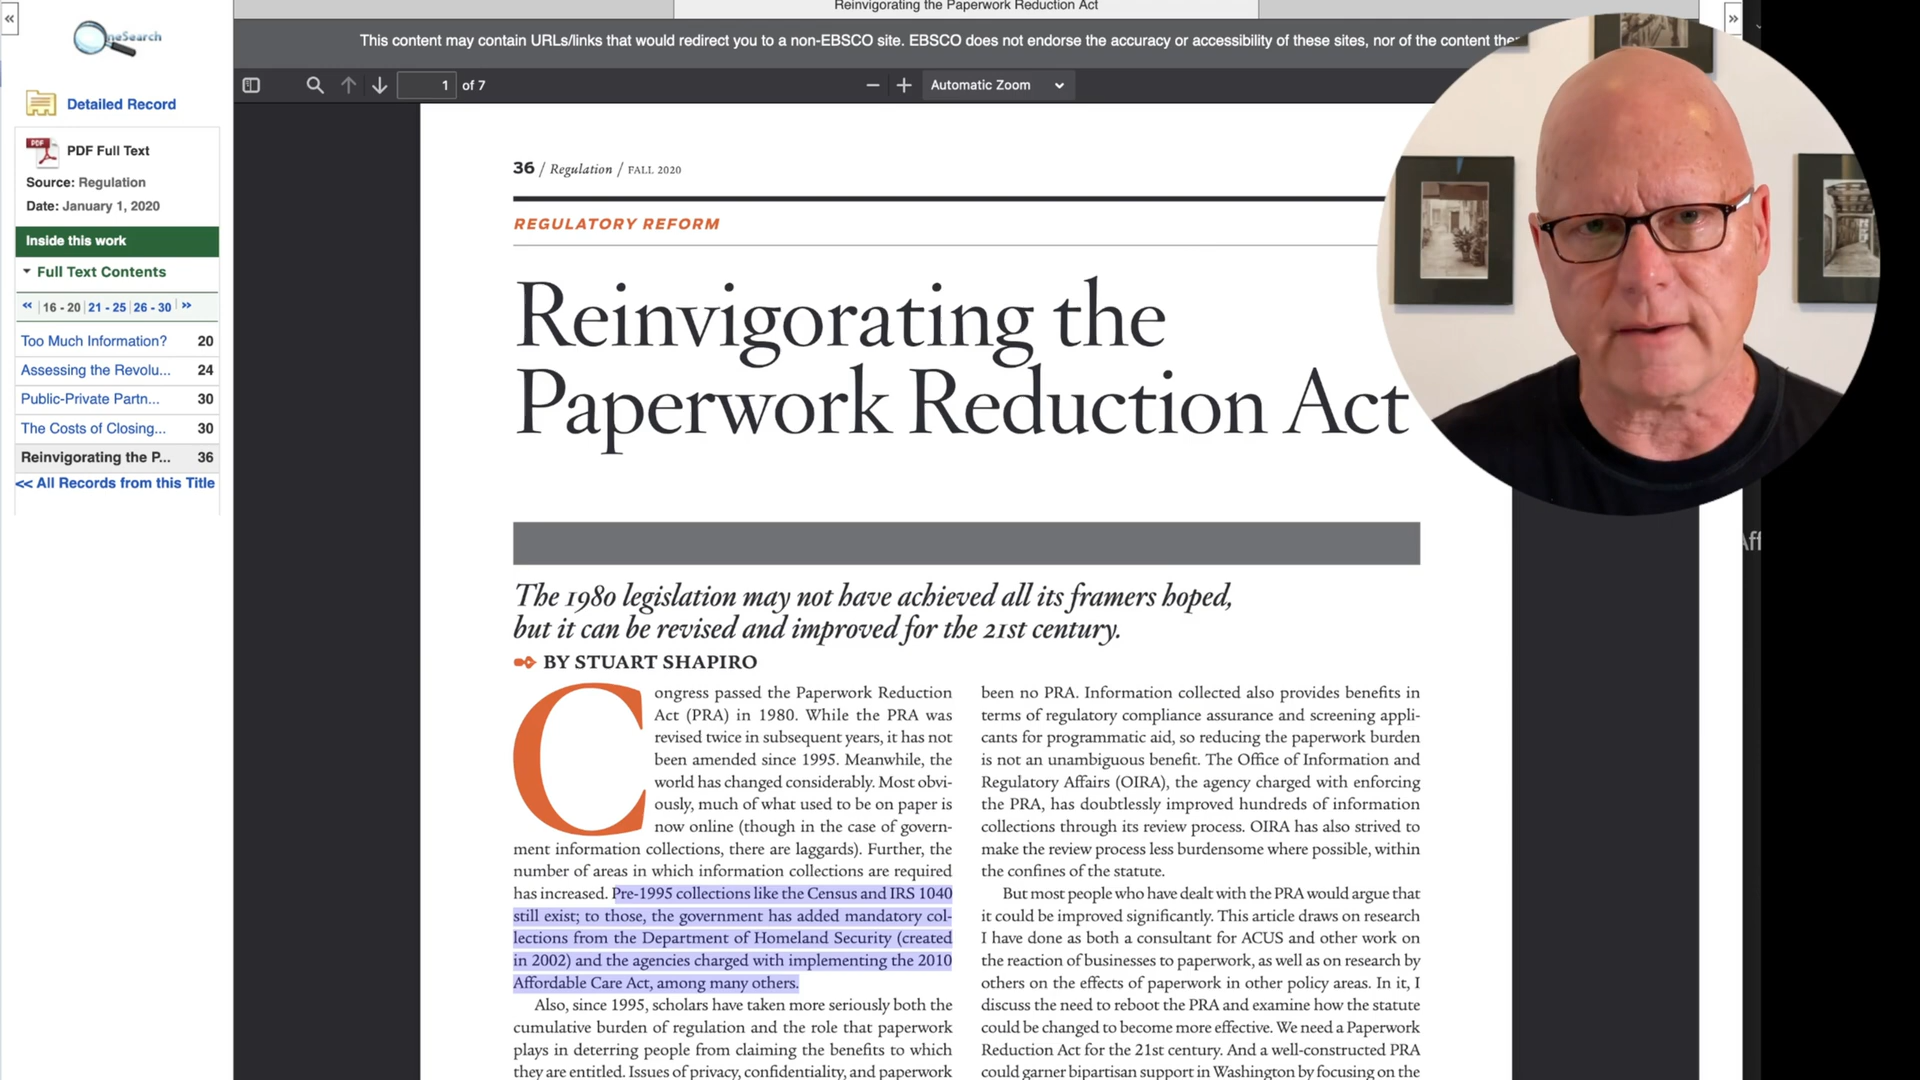 Reinvigorating the Paperwork Reduction Act
«
»
neSearch
This content may contain URLs/links that would redirect you to a non-EBSCO site. EBSCO does not endorse the accuracy or accessibility of these sites, nor of the content
1 of 7
Automatic Zoom
Detailed Record
PDF
PDF Full Text
Source: Regulation
Date: January 1, 2020
Inside this work
Full Text Contents
« | 16 - 20 | 21 - 25 | 26 - 30 | »
Too Much Information? 20
Assessing the Revolu... 24
Public-Private Partn... 30
The Costs of Closing... 30
Reinvigorating the P... 36
<< All Records from this Title
36 / Regulation / FALL 2020
REGULATORY REFORM
Reinvigorating the
Paperwork Reduction Act
The 1980 legislation may not have achieved all its framers hoped,
but it can be revised and improved for the 21st century.
BY STUART SHAPIRO
Congress passed the Paperwork Reduction
Act (PRA) in 1980. While the PRA was
revised twice in subsequent years, it has not
been amended since 1995. Meanwhile, the
world has changed considerably. Most obvi-
ously, much of what used to be on paper is
now online (though in the case of govern-
ment information collections, there are laggards). Further, the
number of areas in which information collections are required
has increased. Pre-1995 collections like the Census and IRS 1040
still exist; to those, the government has added mandatory col-
lections from the Department of Homeland Security (created
in 2002) and the agencies charged with implementing the 2010
Affordable Care Act, among many others.
Also, since 1995, scholars have taken more seriously both the
cumulative burden of regulation and the role that paperwork
plays in deterring people from claiming the benefits to which
they are entitled. Issues of privacy, confidentiality, and paperwork
been no PRA. Information collected also provides benefits in
terms of regulatory compliance assurance and screening appli-
cants for programmatic aid, so reducing the paperwork burden
is not an unambiguous benefit. The Office of Information and
Regulatory Affairs (OIRA), the agency charged with enforcing
the PRA, has doubtlessly improved hundreds of information
collections through its review process. OIRA has also strived to
make the review process less burdensome where possible, within
the confines of the statute.
But most people who have dealt with the PRA would argue that
it could be improved significantly. This article draws on research
I have done as both a consultant for ACUS and other work on
the reaction of businesses to paperwork, as well as on research by
others on the effects of paperwork in other policy areas. In it, I
discuss the need to reboot the PRA and examine how the statute
could be changed to become more effective. We need a Paperwork
Reduction Act for the 21st century. And a well-constructed PRA
could garner bipartisan support in Washington by focusing on the
Aff